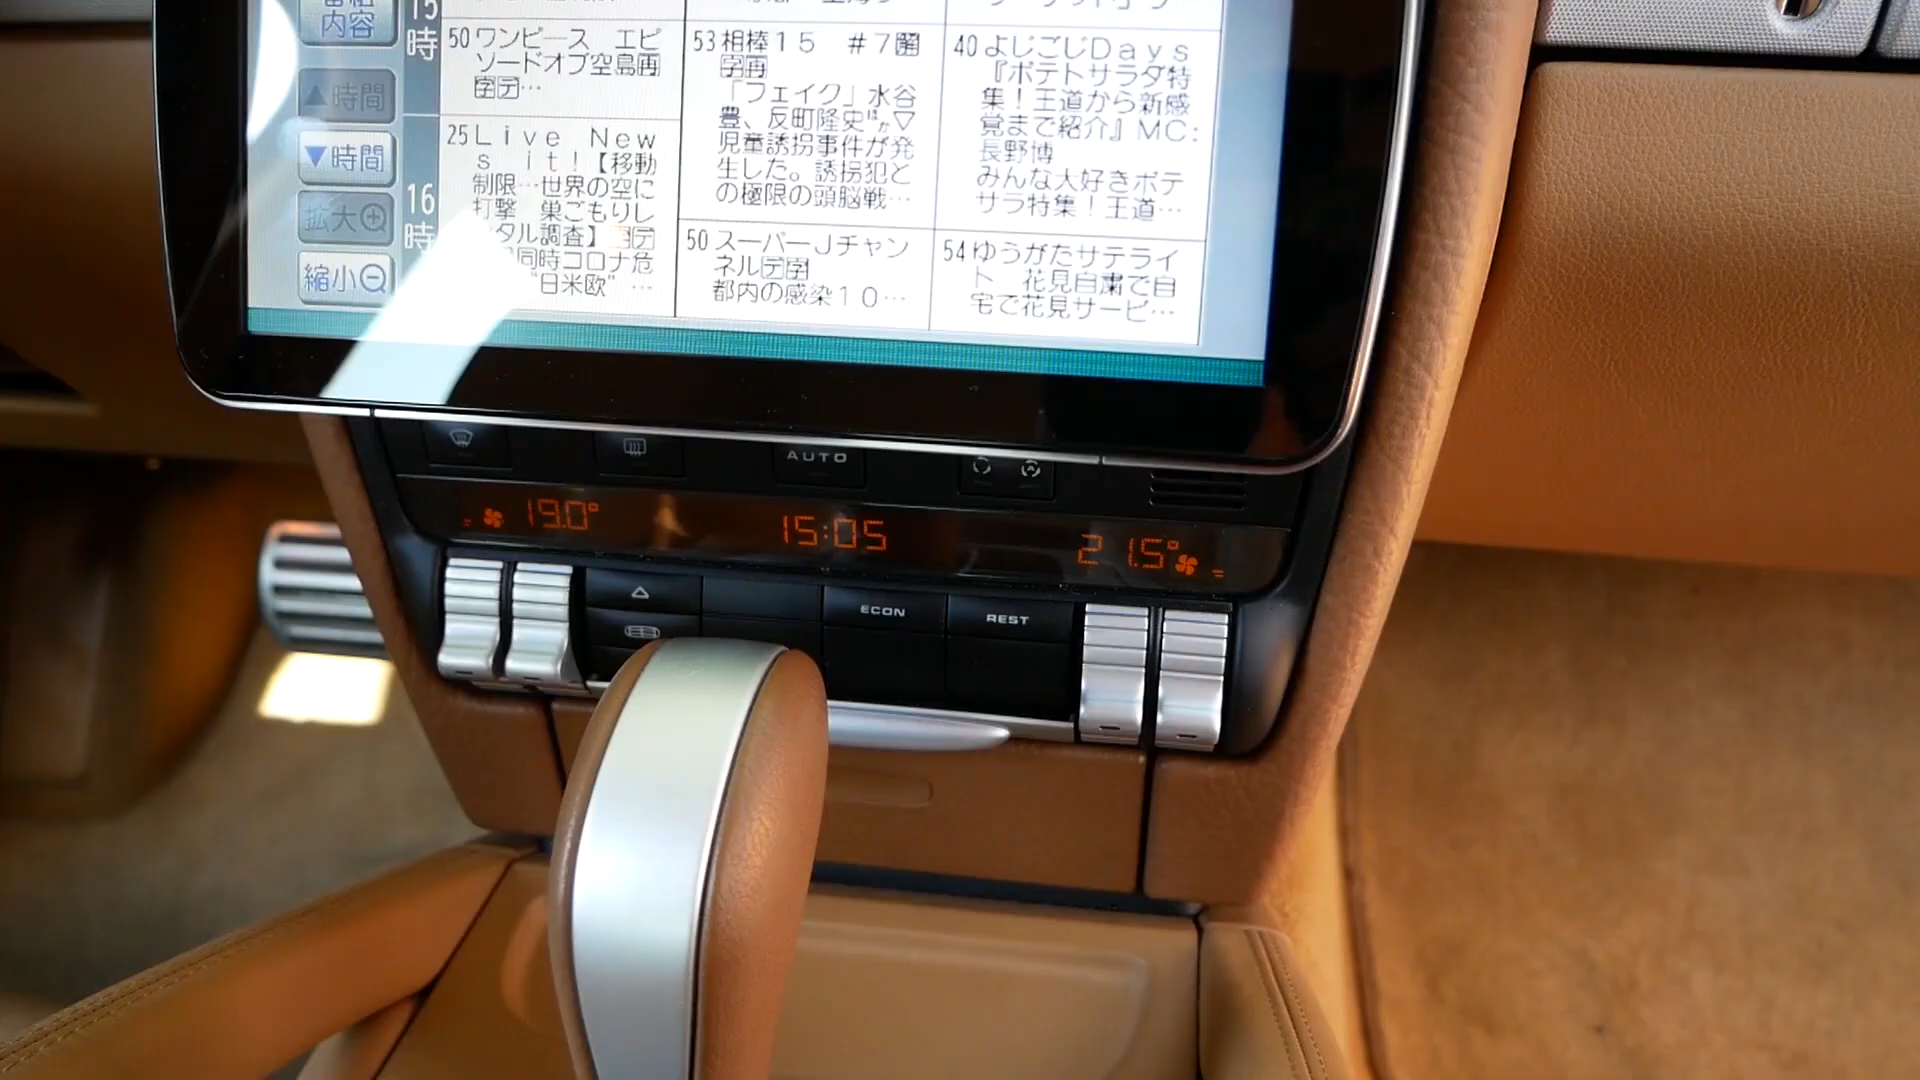 内容
▲時間
▼時間
拡大
縮小
15
時
16
時
50ワンピース エピ
ソードオブ空島再
字デ…
25Live New
s it!【移動
制限…世界の空に
打撃 巣ごもりレ
タル調査】
同時コロナ危
"日米欧" …
53相棒15 #7解
字再
「フェイク」水谷
豊、反町隆史ほか▽
児童誘拐事件が発
生した。誘拐犯と
の極限の頭脳戦…
50スーパーJチャン
ネルデ字
都内の感染10…
40よじごじDays
『ポテトサラダ特
集!王道から新感
覚まで紹介』MC:
長野博
みんな大好きポテ
サラ特集!王道…
54ゆうがたサテライ
ト 花見自粛で自
宅で花見サービ…
AUTO
19.0°
15:05
21.5°
ECON
REST